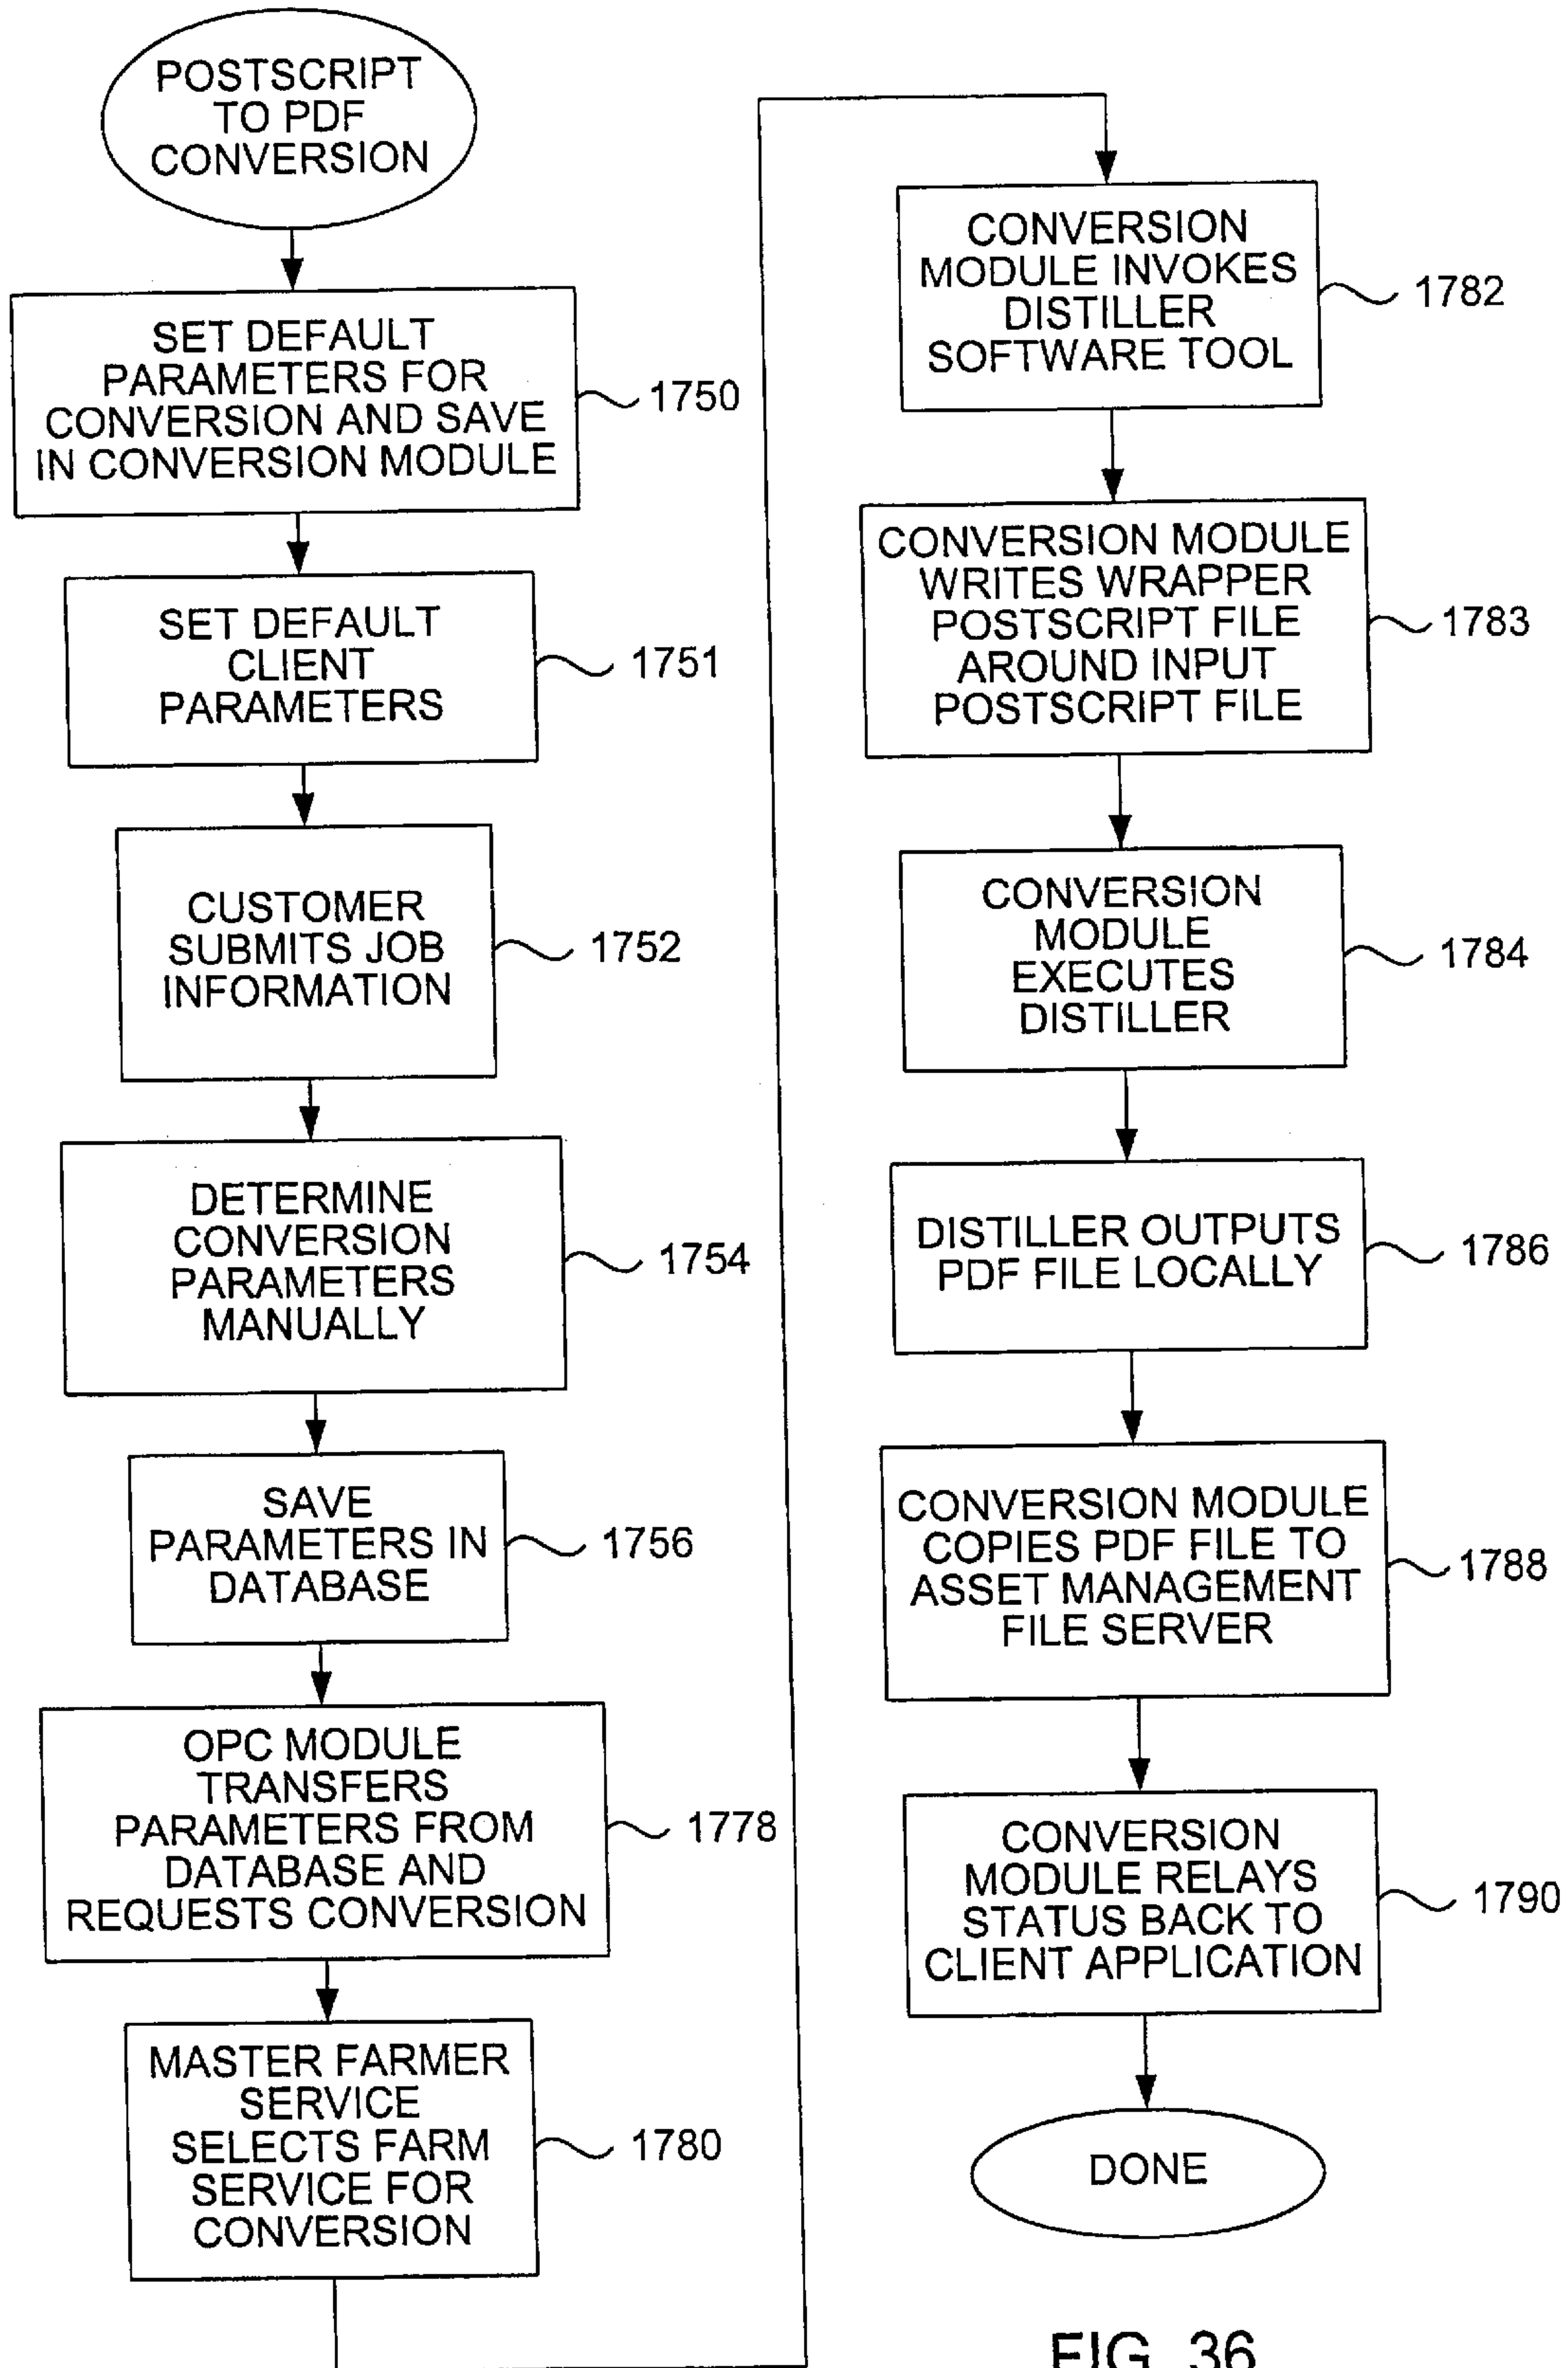 POSTSCRIPT
TO PDF
CONVERSION
SET DEFAULT
PARAMETERS FOR
CONVERSION AND SAVE
IN CONVERSION MODULE
1750
SET DEFAULT
CLIENT
PARAMETERS
1751
CUSTOMER
SUBMITS JOB
INFORMATION
1752
DETERMINE
CONVERSION
PARAMETERS
MANUALLY
1754
SAVE
PARAMETERS IN
DATABASE
1756
OPC MODULE
TRANSFERS
PARAMETERS FROM
DATABASE AND
REQUESTS CONVERSION
1778
MASTER FARMER
SERVICE
SELECTS FARM
SERVICE FOR
CONVERSION
1780
CONVERSION
MODULE INVOKES
DISTILLER
SOFTWARE TOOL
1782
CONVERSION MODULE
WRITES WRAPPER
POSTSCRIPT FILE
AROUND INPUT
POSTSCRIPT FILE
1783
CONVERSION
MODULE
EXECUTES
DISTILLER
1784
DISTILLER OUTPUTS
PDF FILE LOCALLY
1786
CONVERSION MODULE
COPIES PDF FILE TO
ASSET MANAGEMENT
FILE SERVER
1788
CONVERSION
MODULE RELAYS
STATUS BACK TO
CLIENT APPLICATION
1790
DONE
FIG. 36